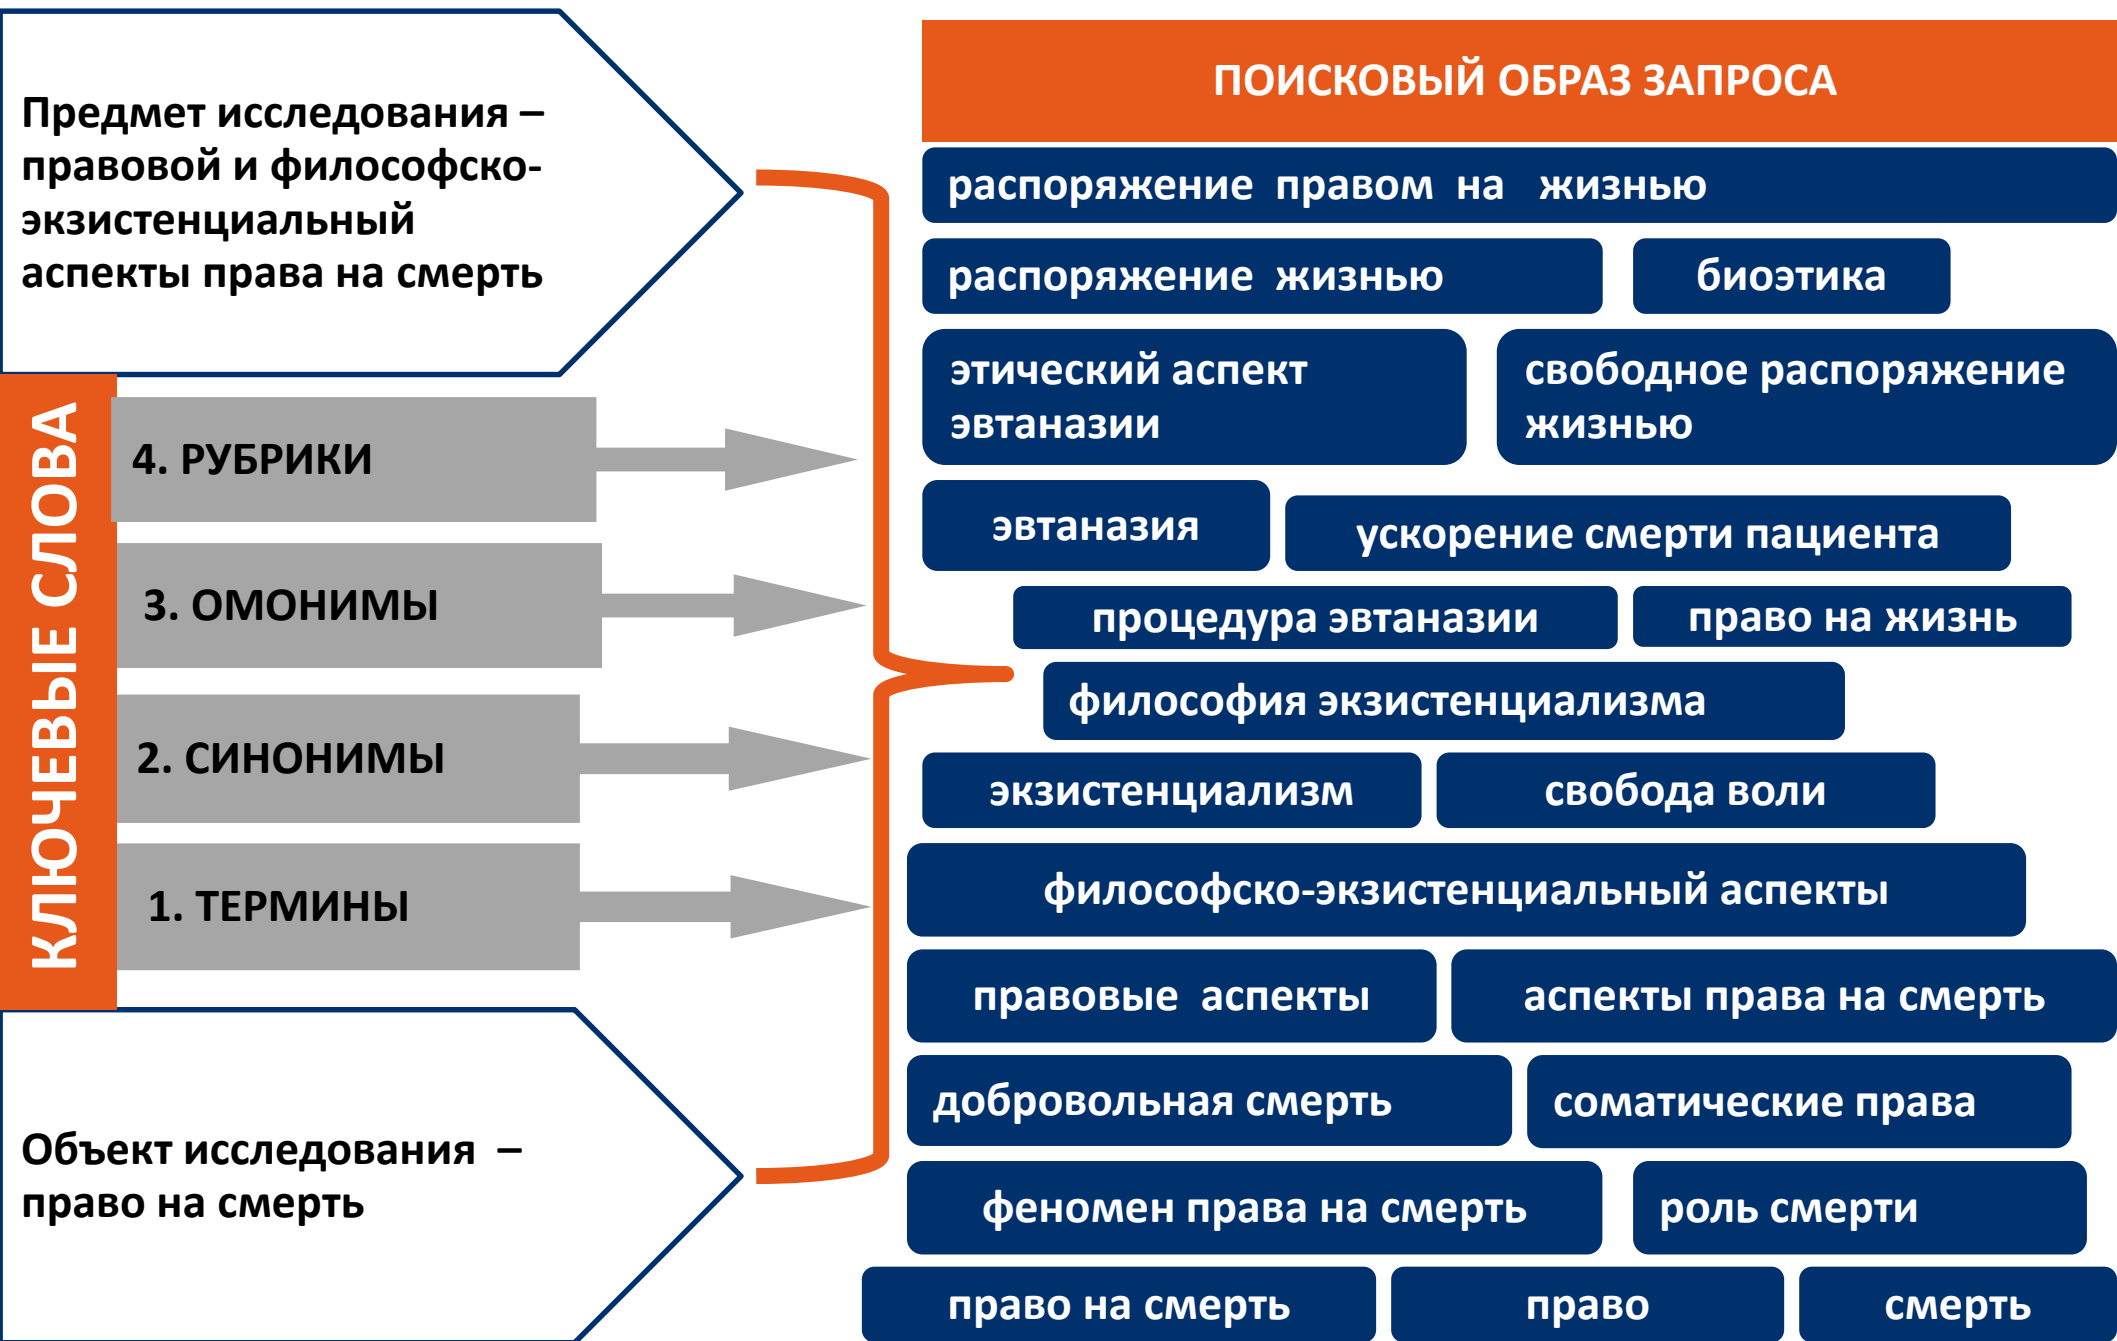 Предмет исследования –
правовой и философско-
экзистенциальный
аспекты права на смерть
КЛЮЧЕВЫЕ СЛОВА
4. РУБРИКИ
3. ОМОНИМЫ
2. СИНОНИМЫ
1. ТЕРМИНЫ
Объект исследования –
право на смерть
ПОИСКОВЫЙ ОБРАЗ ЗАПРОСА
распоряжение правом на жизнью
распоряжение жизнью
биоэтика
этический аспект
эвтаназии
свободное распоряжение
жизнью
эвтаназия
ускорение смерти пациента
процедура эвтаназии
право на жизнь
философия экзистенциализма
экзистенциализм
свобода воли
философско-экзистенциальный аспекты
правовые аспекты
аспекты права на смерть
добровольная смерть
соматические права
феномен права на смерть
роль смерти
право на смерть
право
смерть